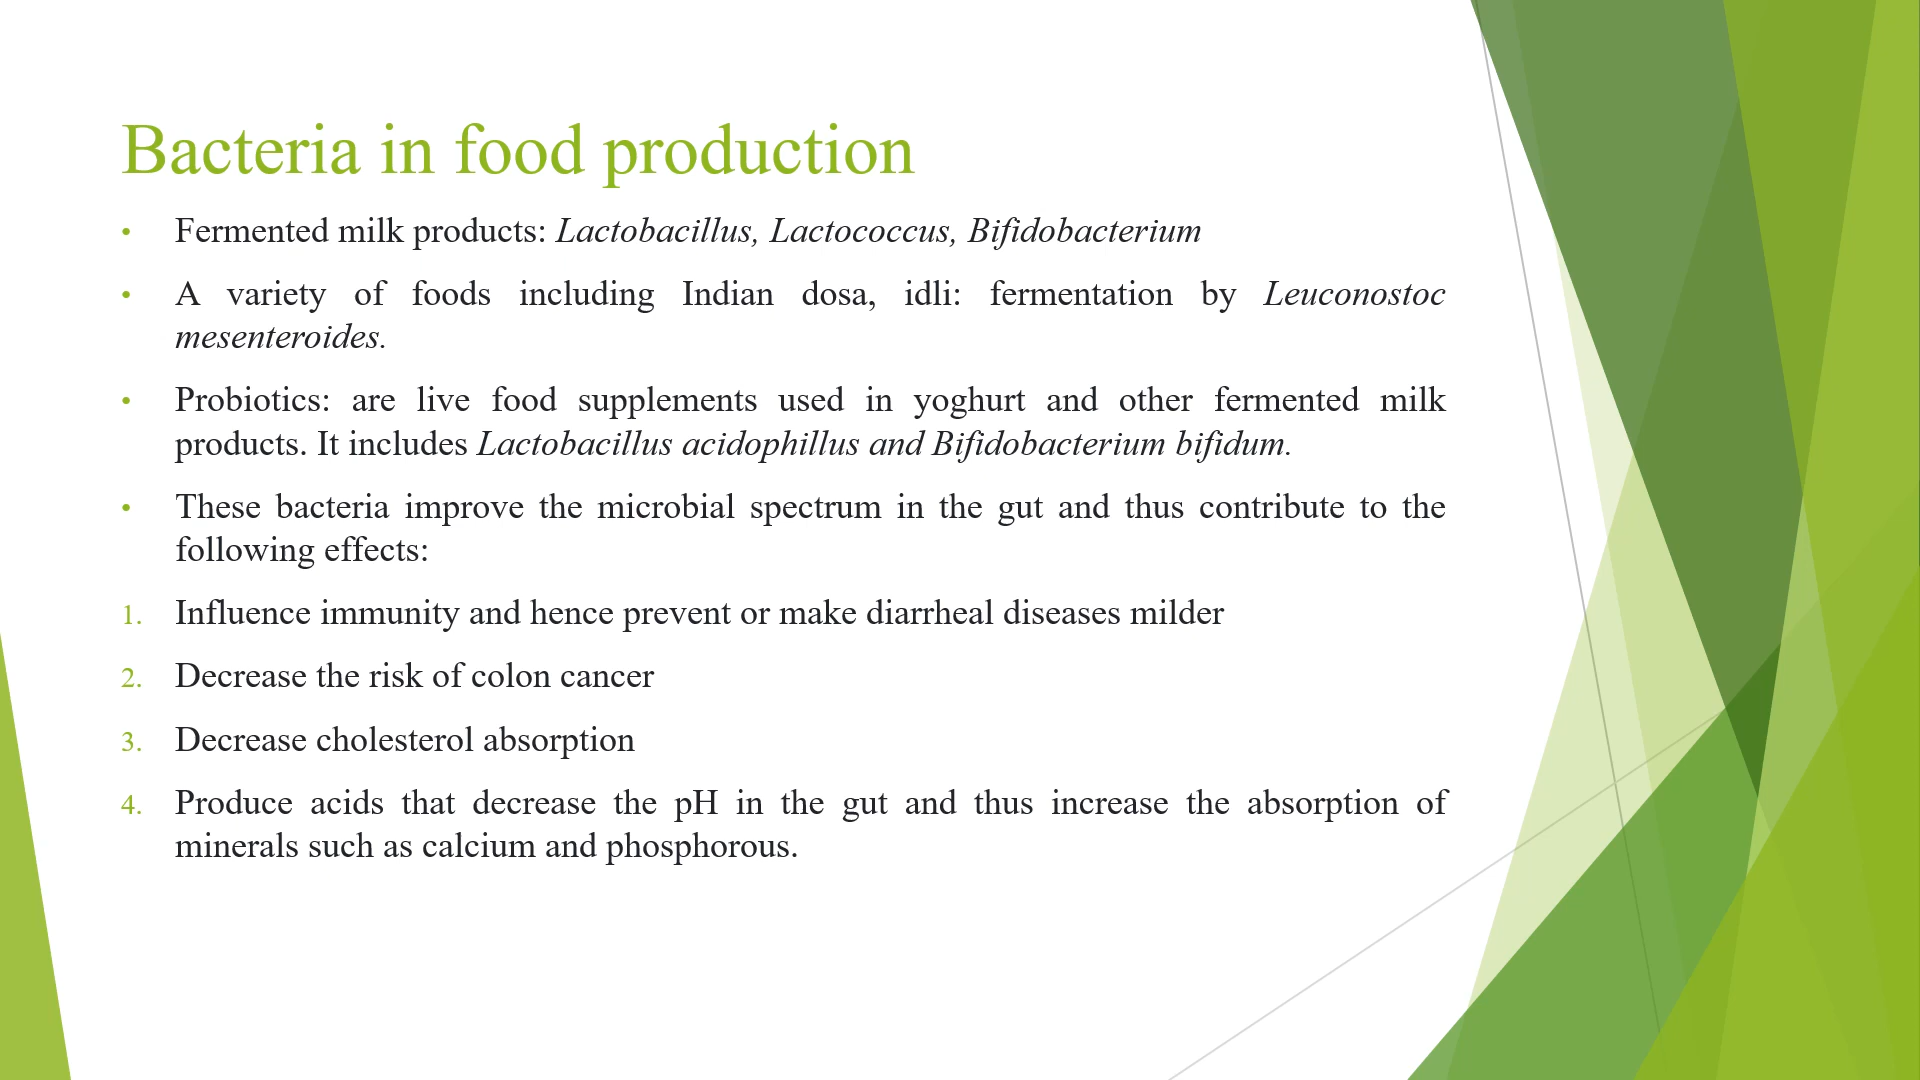 Bacteria in food production
• Fermented milk products: Lactobacillus, Lactococcus, Bifidobacterium
• A variety of foods including Indian dosa, idli: fermentation by Leuconostoc
mesenteroides.
• Probiotics: are live food supplements used in yoghurt and other fermented milk
products. It includes Lactobacillus acidophillus and Bifidobacterium bifidum.
• These bacteria improve the microbial spectrum in the gut and thus contribute to the
following effects:
1. Influence immunity and hence prevent or make diarrheal diseases milder
2. Decrease the risk of colon cancer
3. Decrease cholesterol absorption
4. Produce acids that decrease the pH in the gut and thus increase the absorption of
minerals such as calcium and phosphorous.